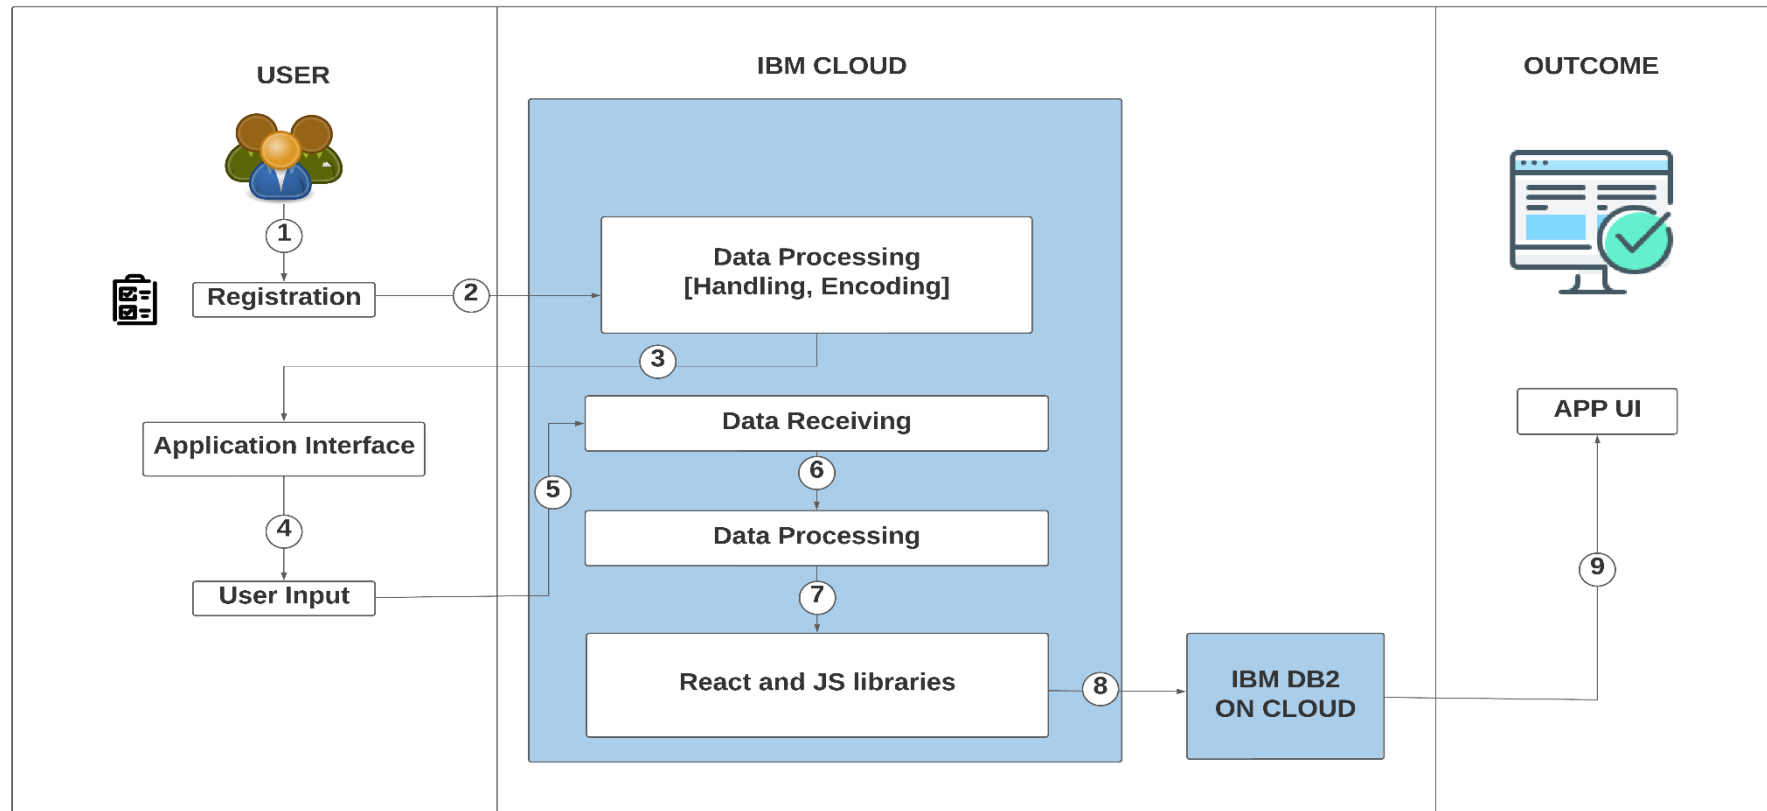 USER
IBM CLOUD
OUTCOME
1
Registration
2
Data Processing
[Handling, Encoding]
3
Application Interface
4
User Input
5
Data Receiving
6
Data Processing
7
React and JS libraries
8
IBM DB2
ON CLOUD
9
APP UI